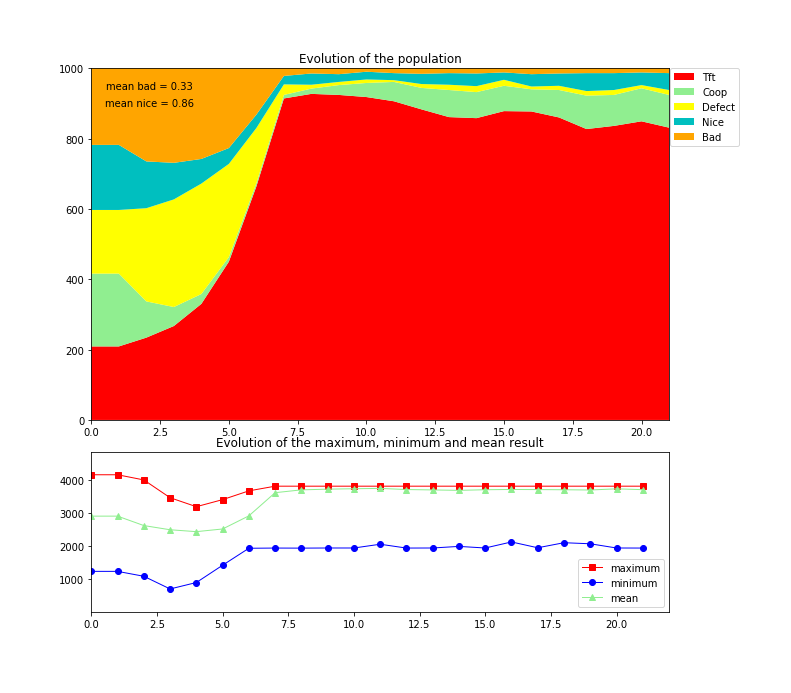 Evolution of the population
1000
800
600
400
200
0
mean bad = 0.33
mean nice = 0.86
Tft
Coop
Defect
Nice
Bad
0.0 2.5 5.0 7.5 10.0 12.5 15.0 17.5 20.0
Evolution of the maximum, minimum and mean result
4000
3000
2000
1000
maximum
minimum
mean
0.0 2.5 5.0 7.5 10.0 12.5 15.0 17.5 20.0